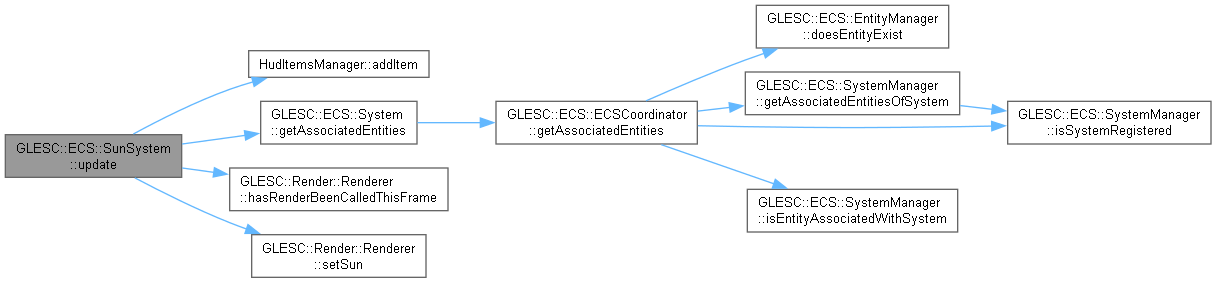 GLESC::ECS::SunSystem
::update
HudItemsManager::addItem
GLESC::ECS::System
::getAssociatedEntities
GLESC::Render::Renderer
::hasRenderBeenCalledThisFrame
GLESC::Render::Renderer
::setSun
GLESC::ECS::ECSCoordinator
::getAssociatedEntities
GLESC::ECS::EntityManager
::doesEntityExist
GLESC::ECS::SystemManager
::getAssociatedEntitiesOfSystem
GLESC::ECS::SystemManager
::isSystemRegistered
GLESC::ECS::SystemManager
::isEntityAssociatedWithSystem